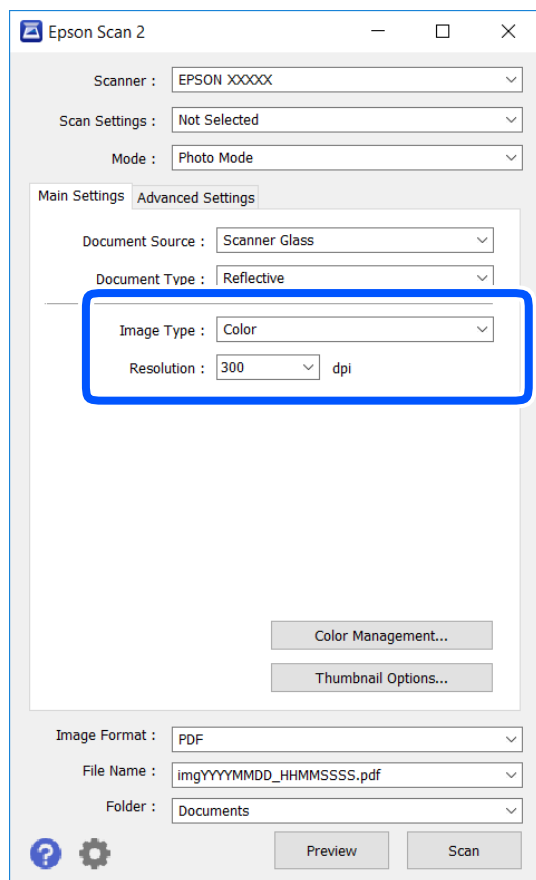 Epson Scan 2
Scanner : EPSON XXXXX
Scan Settings : Not Selected
Mode : Photo Mode
Main Settings Advanced Settings
Document Source : Scanner Glass
Document Type : Reflective
Image Type : Color
Resolution : 300 dpi
Color Management...
Thumbnail Options...
Image Format : PDF
File Name : imgYYYYMMDD_HHMMSSSS.pdf
Folder : Documents
? Preview Scan